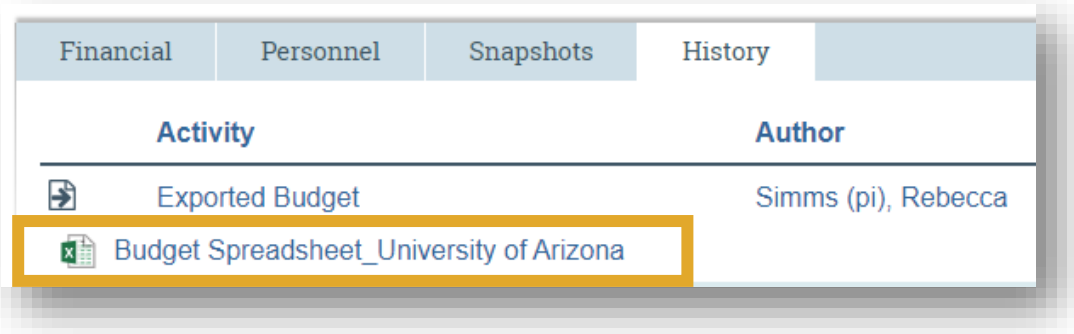 Financial Personnel Snapshots History
Activity Author
Exported Budget Simms (pi), Rebecca
Budget Spreadsheet_University of Arizona